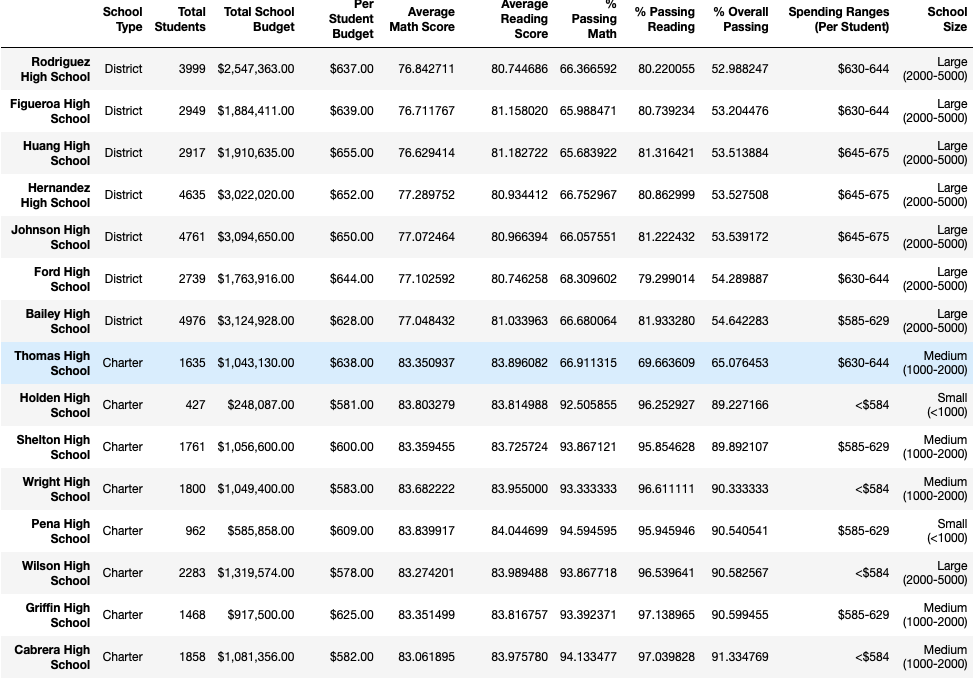 School Type Total Students Total School Budget Per Student Budget Average Math Score Average Reading Score % Passing Math % Passing Reading % Overall Passing Spending Ranges (Per Student) School Size
Rodriguez High School District 3999 $2,547,363.00 $637.00 76.842711 80.744686 66.366592 80.220055 52.988247 $630-644 Large (2000-5000)
Figueroa High School District 2949 $1,884,411.00 $639.00 76.711767 81.158020 65.988471 80.739234 53.204476 $630-644 Large (2000-5000)
Huang High School District 2917 $1,910,635.00 $655.00 76.629414 81.182722 65.683922 81.316421 53.513884 $645-675 Large (2000-5000)
Hernandez High School District 4635 $3,022,020.00 $652.00 77.289752 80.934412 66.752967 80.862999 53.527508 $645-675 Large (2000-5000)
Johnson High School District 4761 $3,094,650.00 $650.00 77.072464 80.966394 66.057551 81.222432 53.539172 $645-675 Large (2000-5000)
Ford High School District 2739 $1,763,916.00 $644.00 77.102592 80.746258 68.309602 79.299014 54.289887 $630-644 Large (2000-5000)
Bailey High School District 4976 $3,124,928.00 $628.00 77.048432 81.033963 66.680064 81.933280 54.642283 $585-629 Large (2000-5000)
Thomas High School Charter 1635 $1,043,130.00 $638.00 83.350937 83.896082 66.911315 69.663609 65.076453 $630-644 Medium (1000-2000)
Holden High School Charter 427 $248,087.00 $581.00 83.803279 83.814988 92.505855 96.252927 89.227166 <$584 Small (<1000)
Shelton High School Charter 1761 $1,056,600.00 $600.00 83.359455 83.725724 93.867121 95.854628 89.892107 $585-629 Medium (1000-2000)
Wright High School Charter 1800 $1,049,400.00 $583.00 83.682222 83.955000 93.333333 96.611111 90.333333 <$584 Medium (1000-2000)
Pena High School Charter 962 $585,858.00 $609.00 83.839917 84.044699 94.594595 95.945946 90.540541 $585-629 Small (<1000)
Wilson High School Charter 2283 $1,319,574.00 $578.00 83.274201 83.989488 93.867718 96.539641 90.582567 <$584 Large (2000-5000)
Griffin High School Charter 1468 $917,500.00 $625.00 83.351499 83.816757 93.392371 97.138965 90.599455 $585-629 Medium (1000-2000)
Cabrera High School Charter 1858 $1,081,356.00 $582.00 83.061895 83.975780 94.133477 97.039828 91.334769 <$584 Medium (1000-2000)